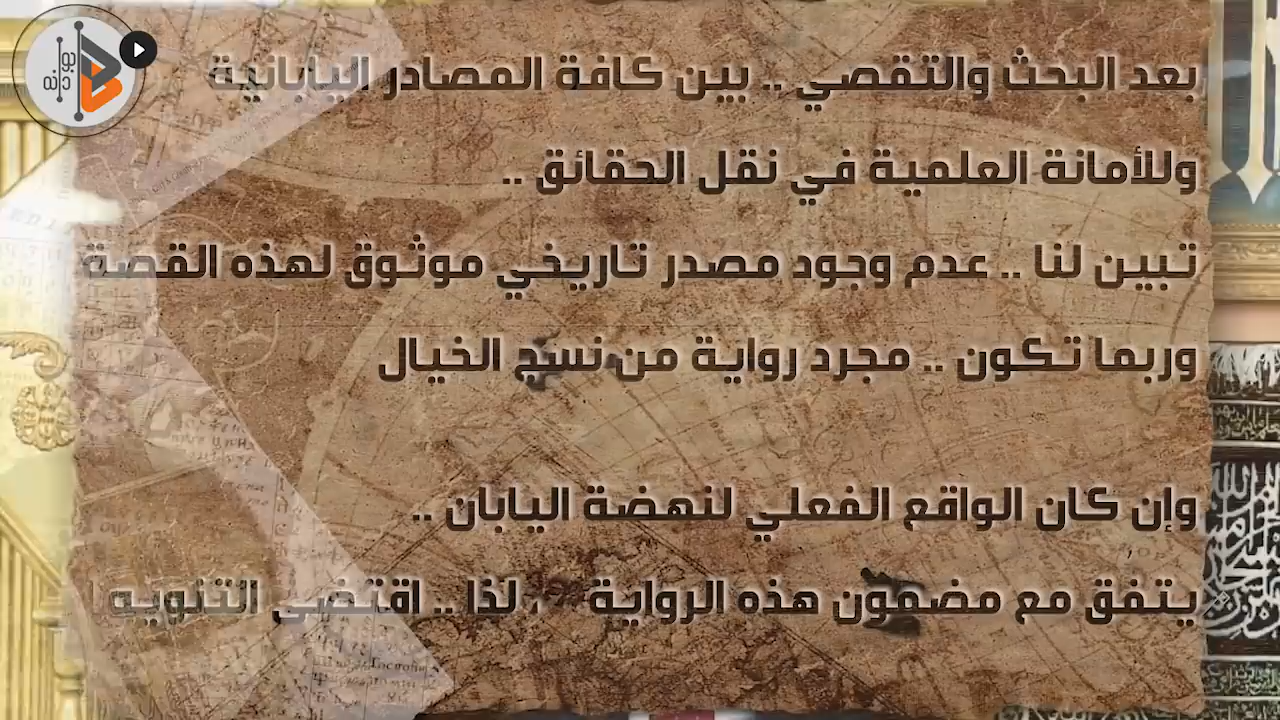 بعد البحث والتقصي .. بين كافة المصادر اليابانية
وللأمانة العلمية في نقل الحقائق ..
تبين لنا .. عدم وجود مصدر تاريخي موثوق لهذه القصة
وربما تكون .. مجرد رواية من نسج الخيال
وإن كان الواقع الفعلي لنهضة اليابان ..
يتفق مع مضمون هذه الرواية ، لذا .. اقتضى التنويه